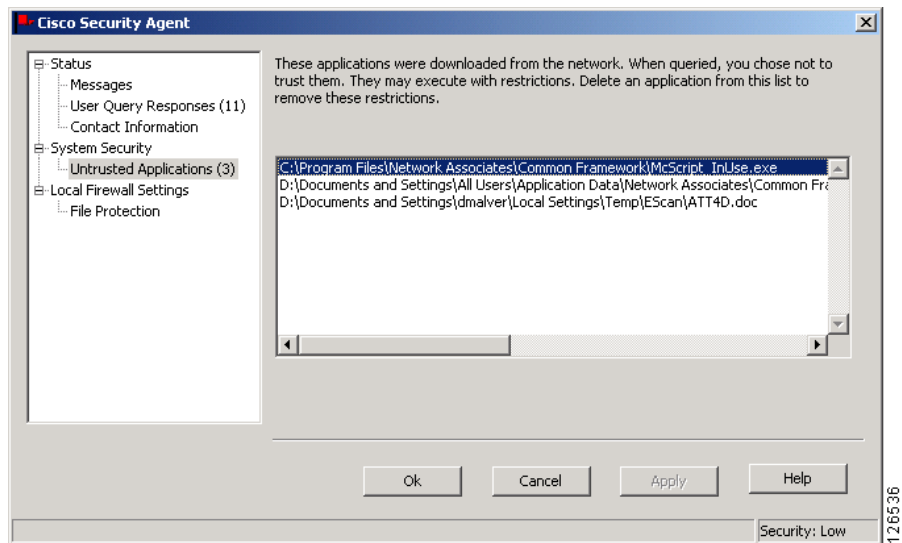 Cisco Security Agent
Status
Messages
User Query Responses (11)
Contact Information
System Security
Untrusted Applications (3)
Local Firewall Settings
File Protection
These applications were downloaded from the network. When queried, you chose not to
trust them. They may execute with restrictions. Delete an application from this list to
remove these restrictions.
C:\Program Files\Network Associates\Common Framework\McScript_InUse.exe
D:\Documents and Settings\All Users\Application Data\Network Associates\Common Fra
D:\Documents and Settings\dmalver\Local Settings\Temp\EScan\ATT4D.doc
Ok
Cancel
Apply
Help
Security: Low
126536